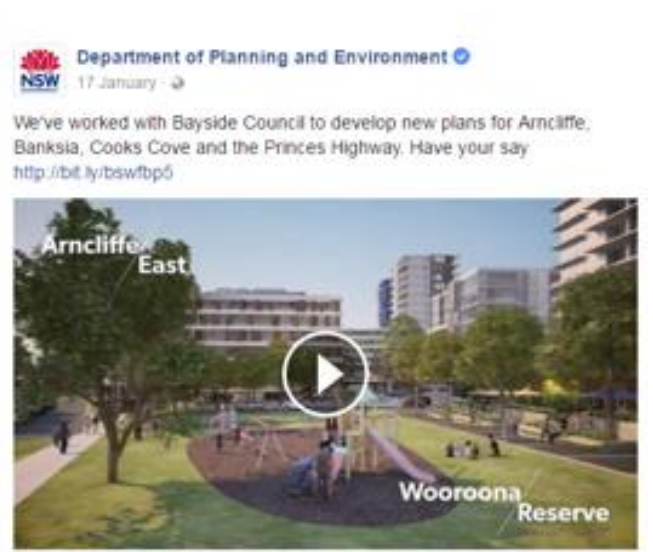 NSW
Department of Planning and Environment
17 January
We've worked with Bayside Council to develop new plans for Arncliffe,
Banksia, Cooks Cove and the Princes Highway. Have your say
http://bit.ly/bswfbp5
Arncliffe
East
Wooroona
Reserve